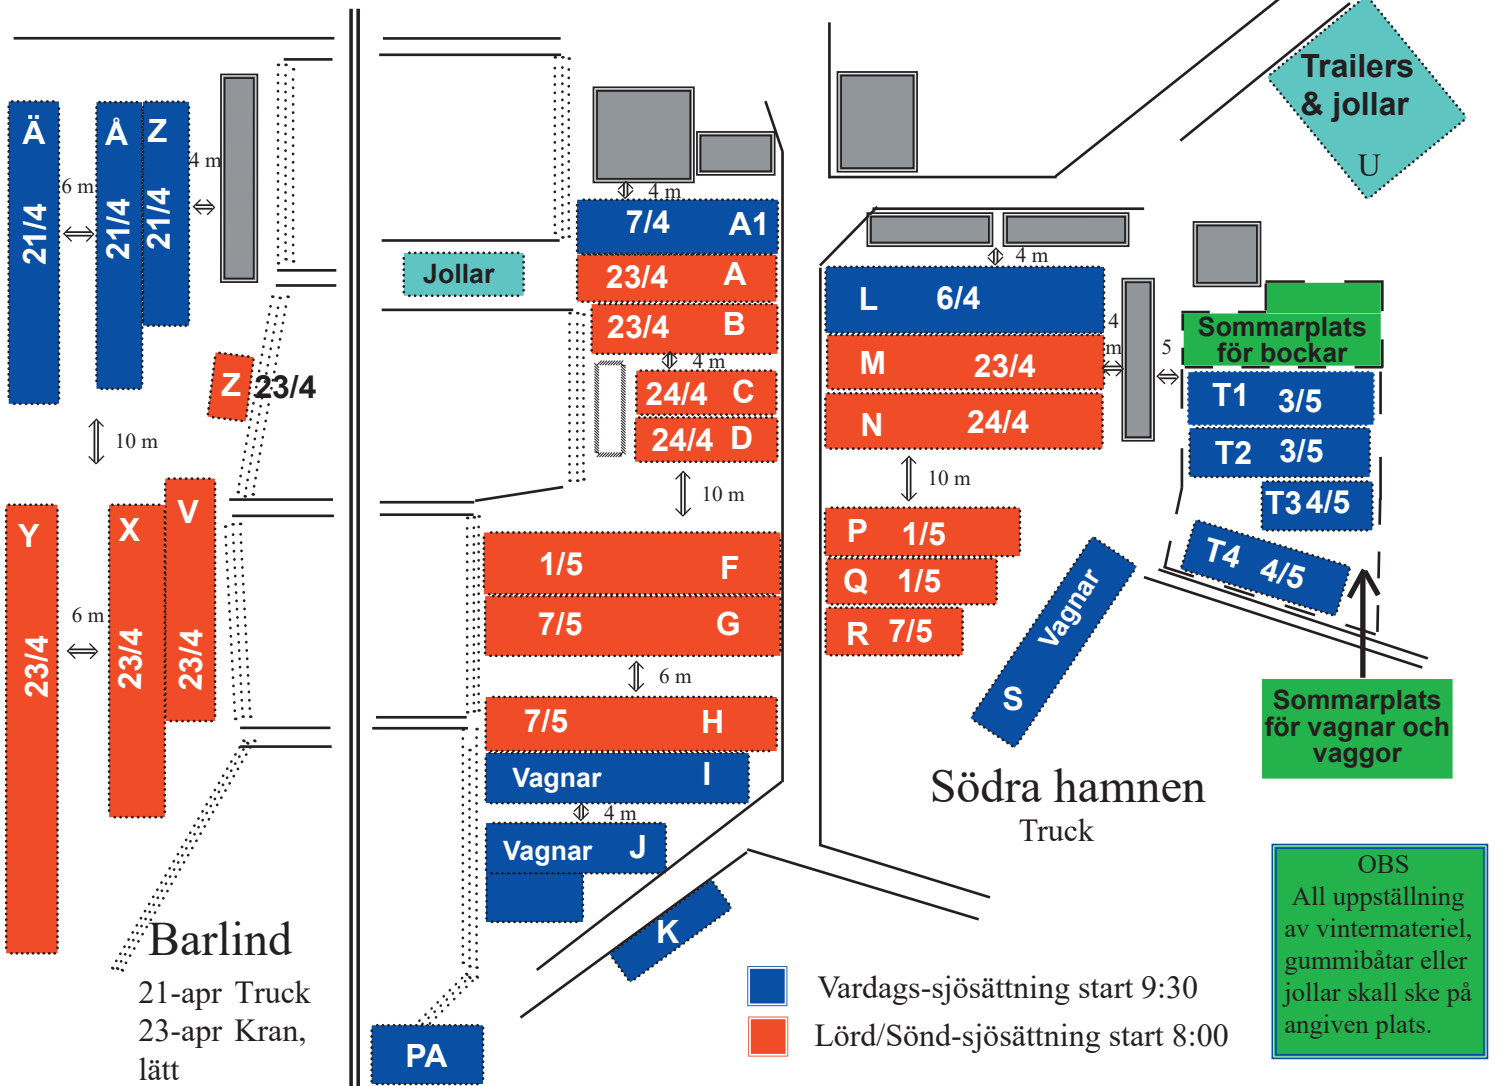 Ä
21/4
6 m
Å
21/4
Z
21/4
4 m
Z 23/4
10 m
Y
23/4
6 m
X
23/4
V
23/4
Barlind
21-apr Truck
23-apr Kran,
lätt
Jollar
4 m
7/4 A1
23/4 A
23/4 B
4 m
24/4 C
24/4 D
10 m
1/5 F
7/5 G
6 m
7/5 H
Vagnar I
4 m
Vagnar J
K
PA
4 m
L 6/4
M 23/4
N 24/4
4
m
5
10 m
P 1/5
Q 1/5
R 7/5
Vagnar
S
Trailers
& jollar
U
Sommarplats
för bockar
T1 3/5
T2 3/5
T3 4/5
T4 4/5
Sommarplats
för vagnar och
vaggor
Södra hamnen
Truck
Vardags-sjösättning start 9:30
Lörd/Sönd-sjösättning start 8:00
OBS
All uppställning
av vintermateriel,
gummibåtar eller
jollar skall ske på
angiven plats.